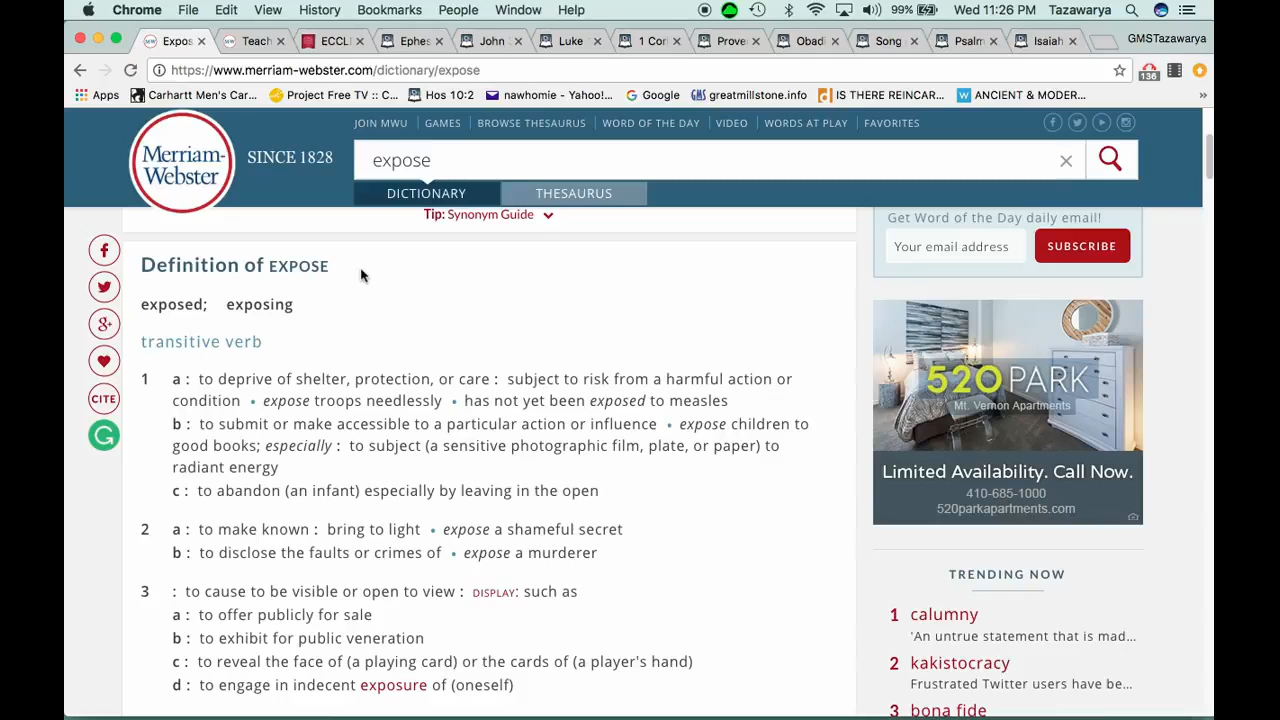 Chrome File Edit View History Bookmarks People Window Help 99% Wed 11:26 PM Tazawarya
Expos Teach ECCLE Ephes John Luke 1 Cor Prove Obadi Song Psalm Isaiah GMSTazawarya
https://www.merriam-webster.com/dictionary/expose 136
Apps Carhartt Men's Car... Project Free TV :: C... Hos 10:2 nawhomie - Yahoo!... Google greatmillstone.info IS THERE REINCAR... ANCIENT & MODER... »
JOIN MWU GAMES BROWSE THESAURUS WORD OF THE DAY VIDEO WORDS AT PLAY FAVORITES
Merriam-
Webster
SINCE 1828
expose
DICTIONARY THESAURUS
Tip: Synonym Guide
Get Word of the Day daily email!
Your email address SUBSCRIBE
Definition of EXPOSE
exposed; exposing
transitive verb
1 a : to deprive of shelter, protection, or care : subject to risk from a harmful action or
condition • expose troops needlessly • has not yet been exposed to measles
b : to submit or make accessible to a particular action or influence • expose children to
good books; especially : to subject (a sensitive photographic film, plate, or paper) to
radiant energy
c : to abandon (an infant) especially by leaving in the open
2 a : to make known : bring to light • expose a shameful secret
b : to disclose the faults or crimes of • expose a murderer
3 : to cause to be visible or open to view : DISPLAY: such as
a : to offer publicly for sale
b : to exhibit for public veneration
c : to reveal the face of (a playing card) or the cards of (a player's hand)
d : to engage in indecent exposure of (oneself)
CITE
520 PARK
Mt. Vernon Apartments
Limited Availability. Call Now.
410-685-1000
520parkapartments.com
TRENDING NOW
1 calumny
'An untrue statement that is mad...
2 kakistocracy
Frustrated Twitter users have be...
3 bona fide